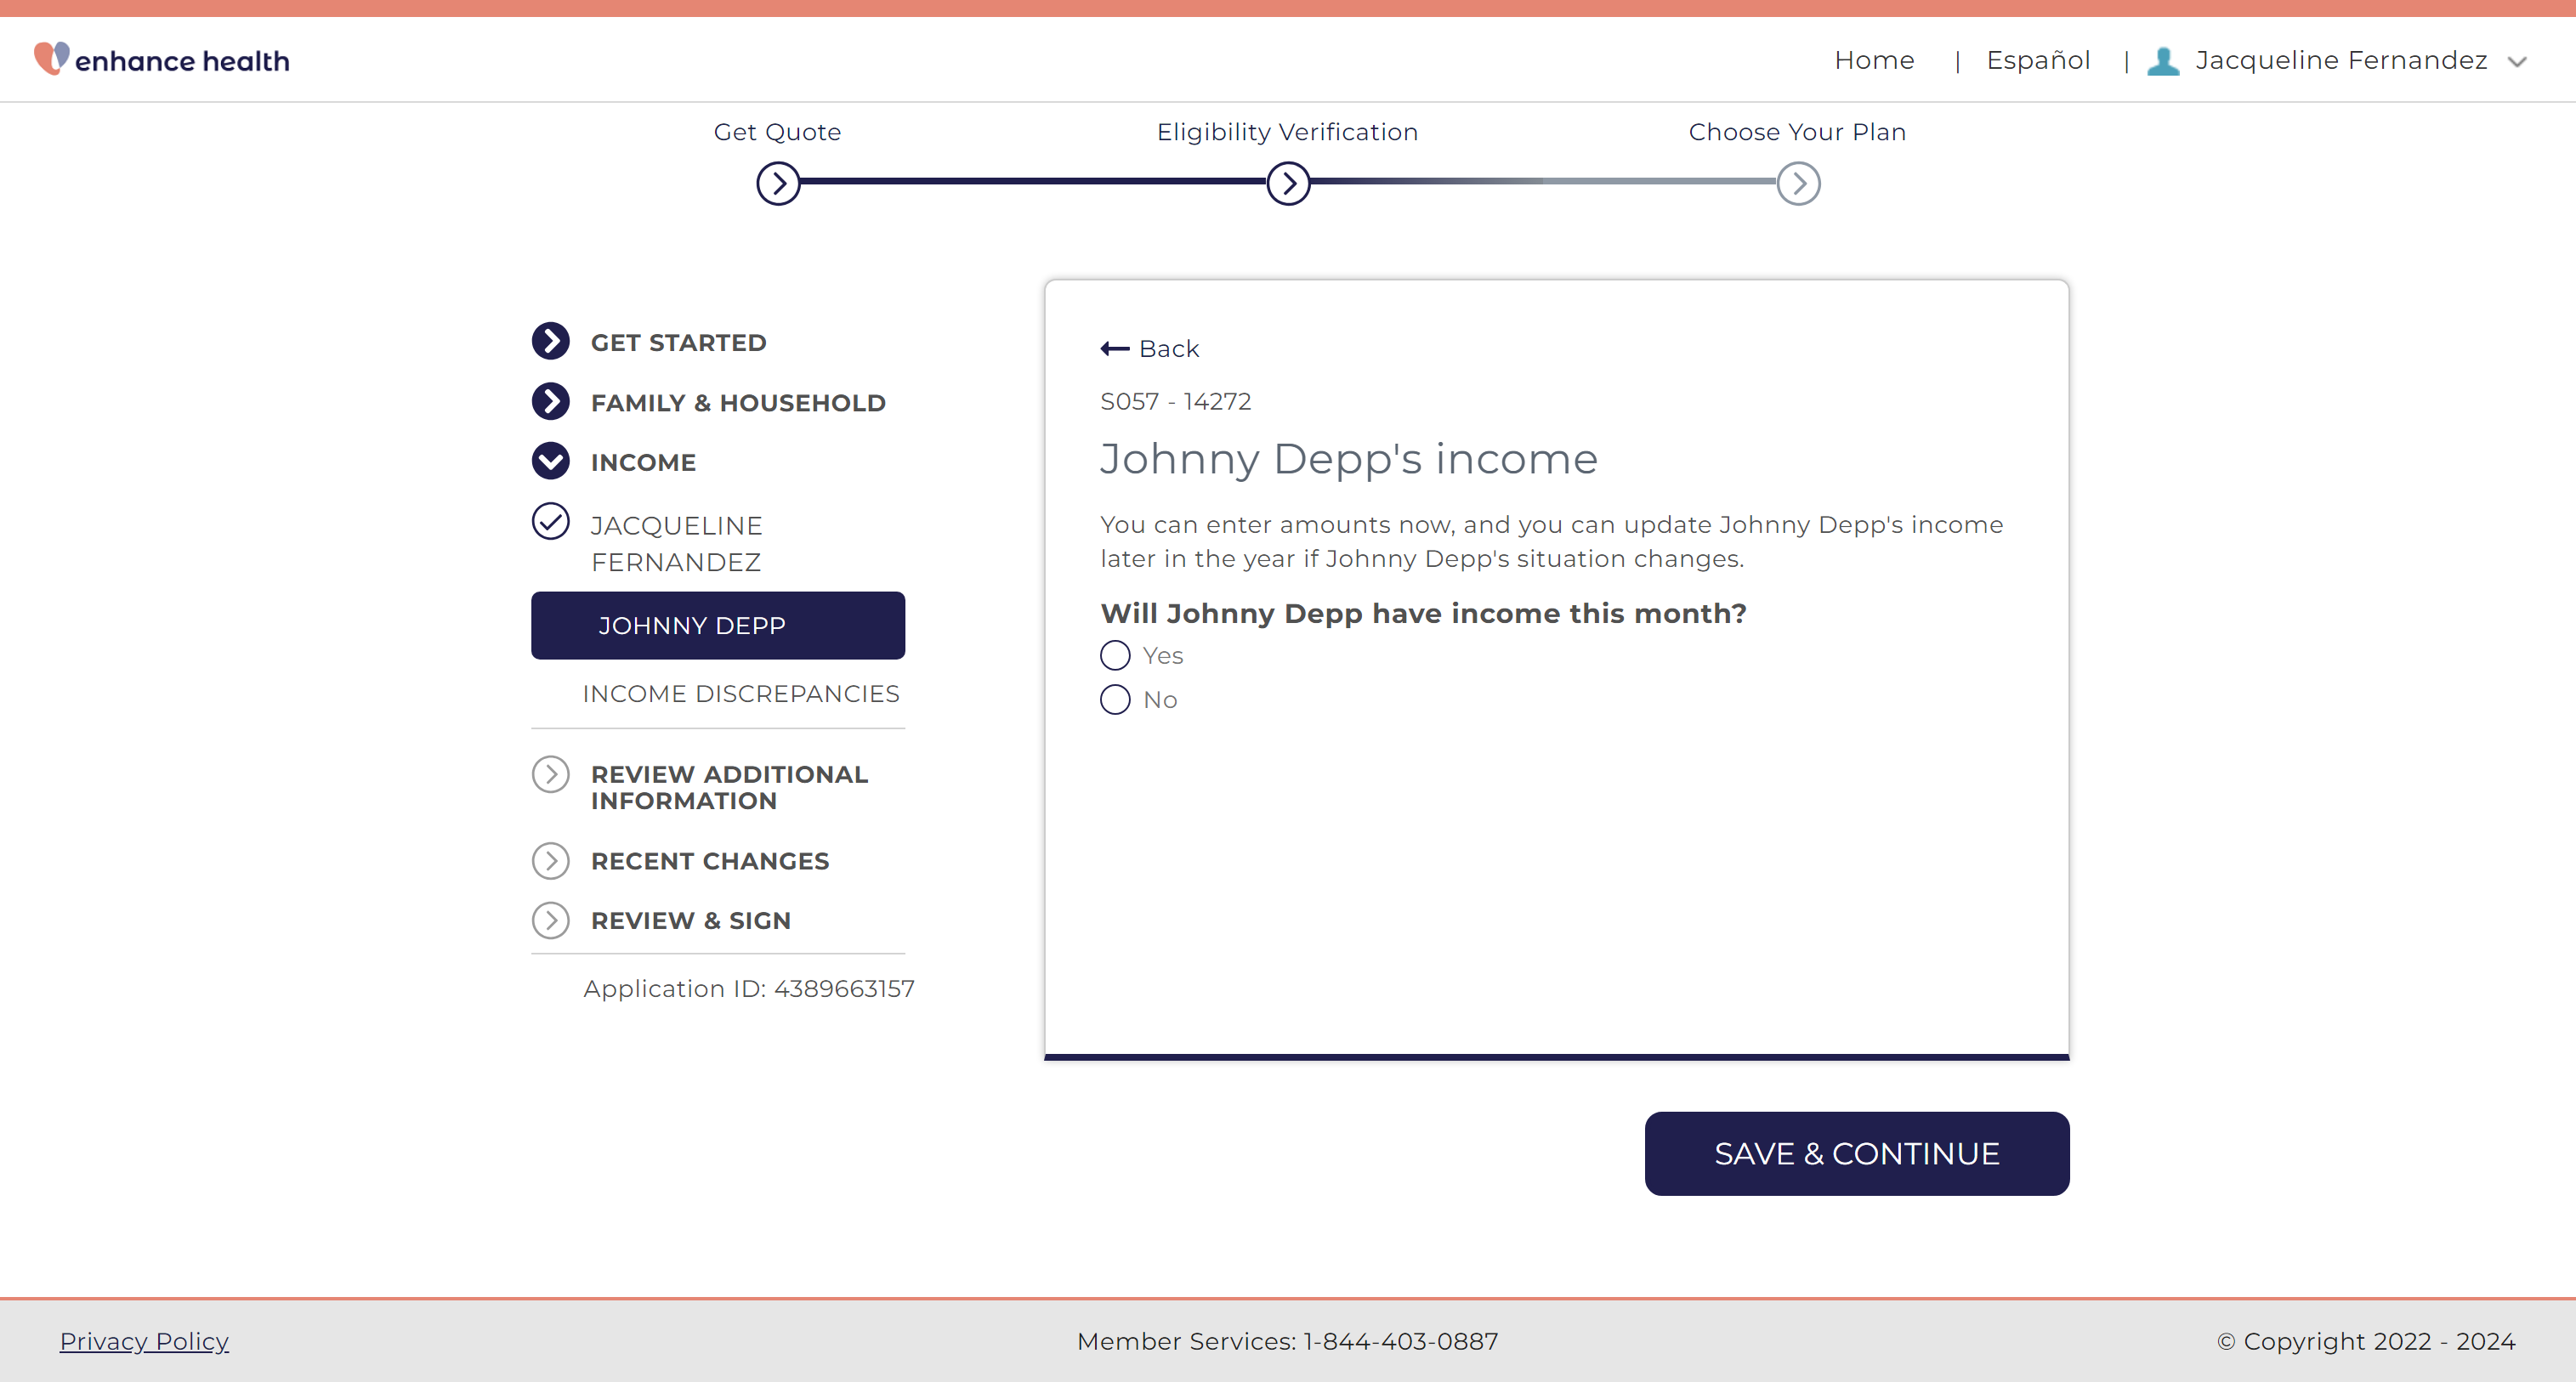 enhance health
Home | Español | Jacqueline Fernandez
Get Quote
Eligibility Verification
Choose Your Plan
GET STARTED
FAMILY & HOUSEHOLD
INCOME
JACQUELINE
FERNANDEZ
JOHNNY DEPP
INCOME DISCREPANCIES
REVIEW ADDITIONAL
INFORMATION
RECENT CHANGES
REVIEW & SIGN
Application ID: 4389663157
Back
S057 - 14272
Johnny Depp's income
You can enter amounts now, and you can update Johnny Depp's income
later in the year if Johnny Depp's situation changes.
Will Johnny Depp have income this month?
Yes
No
SAVE & CONTINUE
Privacy Policy
Member Services: 1-844-403-0887
© Copyright 2022 - 2024